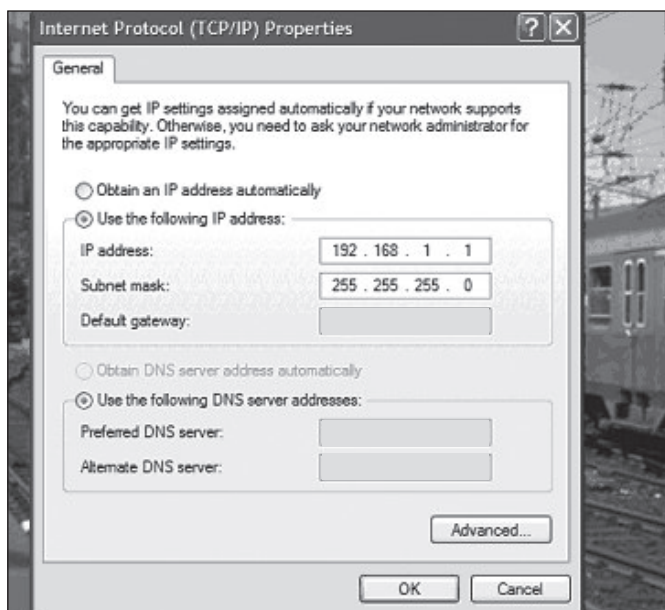 Internet Protocol (TCP/IP) Properties
General
You can get IP settings assigned automatically if your network supports
this capability. Otherwise, you need to ask your network administrator for
the appropriate IP settings.
Obtain an IP address automatically
Use the following IP address:
IP address: 192 . 168 . 1 . 1
Subnet mask: 255 . 255 . 255 . 0
Default gateway:
Obtain DNS server address automatically
Use the following DNS server addresses:
Preferred DNS server:
Alternate DNS server:
Advanced...
OK Cancel